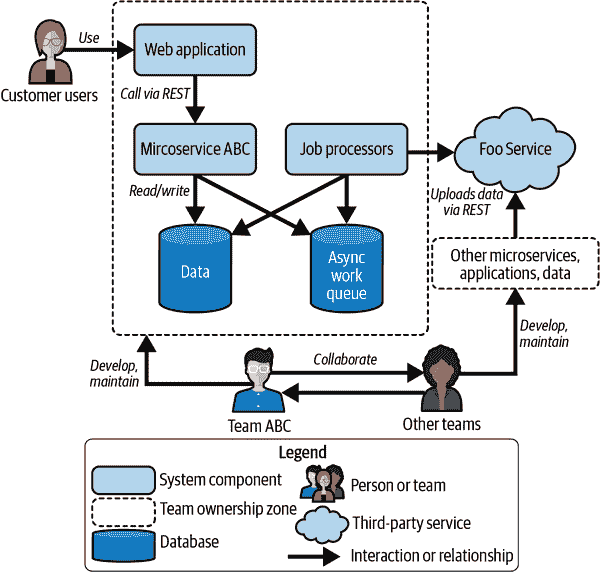 Use
Customer users
Web application
Call via REST
Mircoservice ABC
Job processors
Foo Service
Read/write
Uploads data
via REST
Data
Async
work
queue
Other microservices,
applications, data
Develop,
maintain
Collaborate
Develop,
maintain
Team ABC
Other teams
Legend
System component
Person or team
Team ownership zone
Third-party service
Database
Interaction or relationship